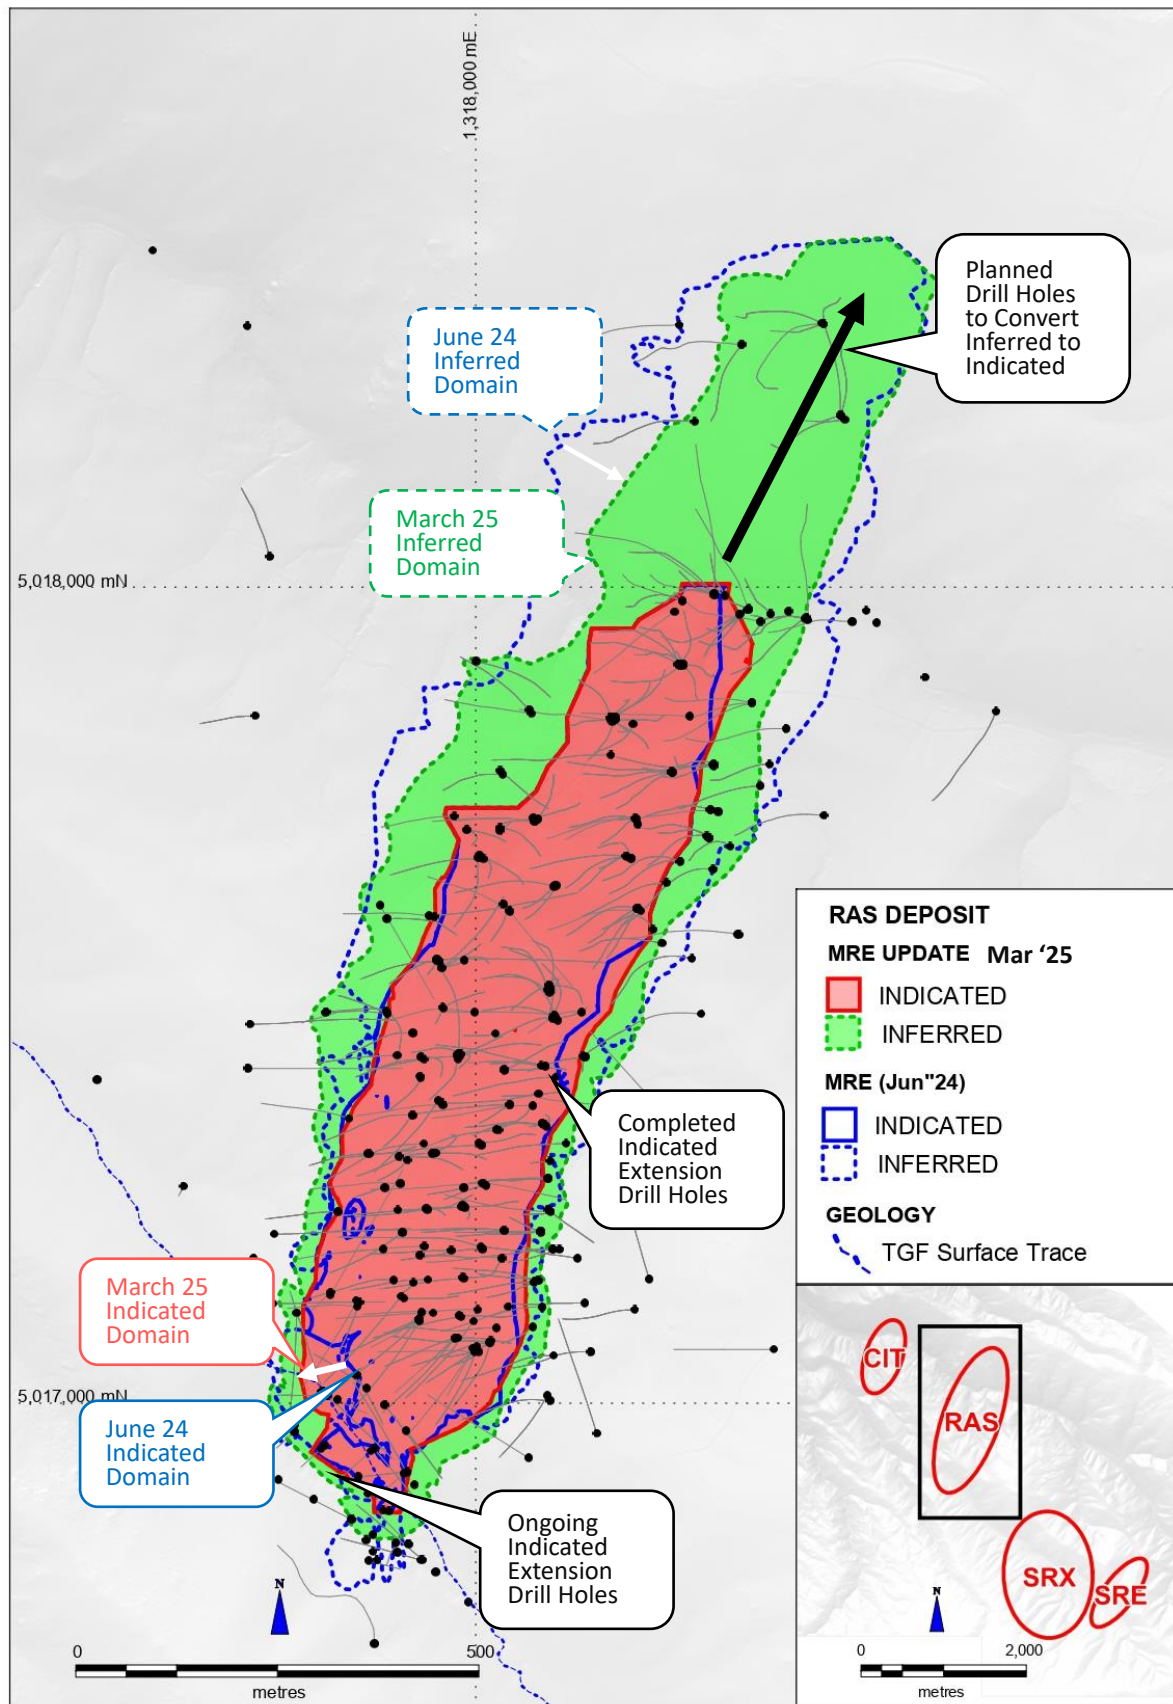 1,318,000 mE
Planned
Drill Holes
to Convert
Inferred to
Indicated
June 24
Inferred
Domain
March 25
Inferred
Domain
5,018,000 mN
RAS DEPOSIT
MRE UPDATE Mar ‘25
INDICATED
INFERRED
MRE (Jun"24)
INDICATED
INFERRED
GEOLOGY
TGF Surface Trace
Completed
Indicated
Extension
Drill Holes
March 25
Indicated
Domain
5,017,000 mN
June 24
Indicated
Domain
Ongoing
Indicated
Extension
Drill Holes
CIT
RAS
SRX
SRE
N
0 500
metres
N
0 2,000
metres